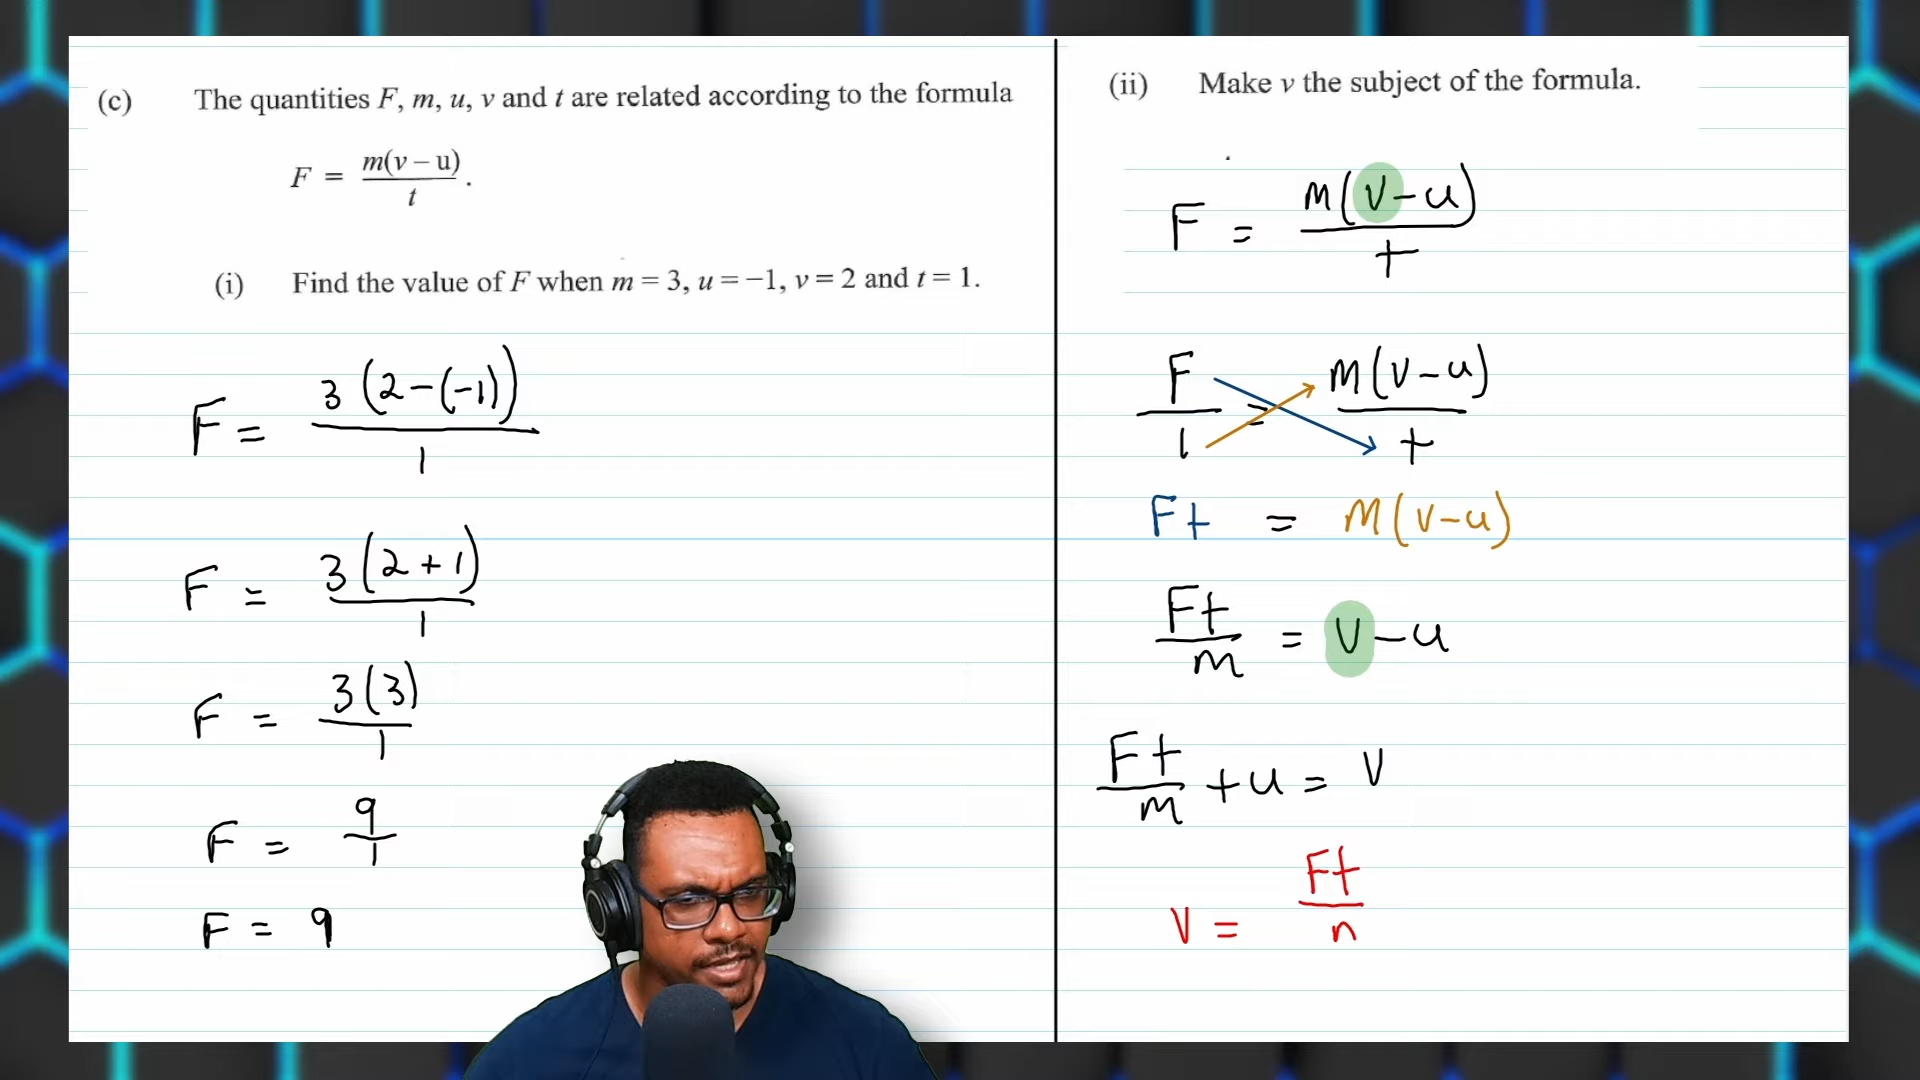 (c) The quantities F, m, u, v and t are related according to the formula
F = m(v – u)/t.
(i) Find the value of F when m = 3, u = –1, v = 2 and t = 1.
F = 3(2-(-1))/1
F = 3(2+1)/1
F = 3(3)/1
F = 9/1
F = 9
(ii) Make v the subject of the formula.
F = m(v-u)/t
F/1 = m(v-u)/t
Ft = m(v-u)
Ft/m = v-u
Ft/m + u = v
v = Ft/n